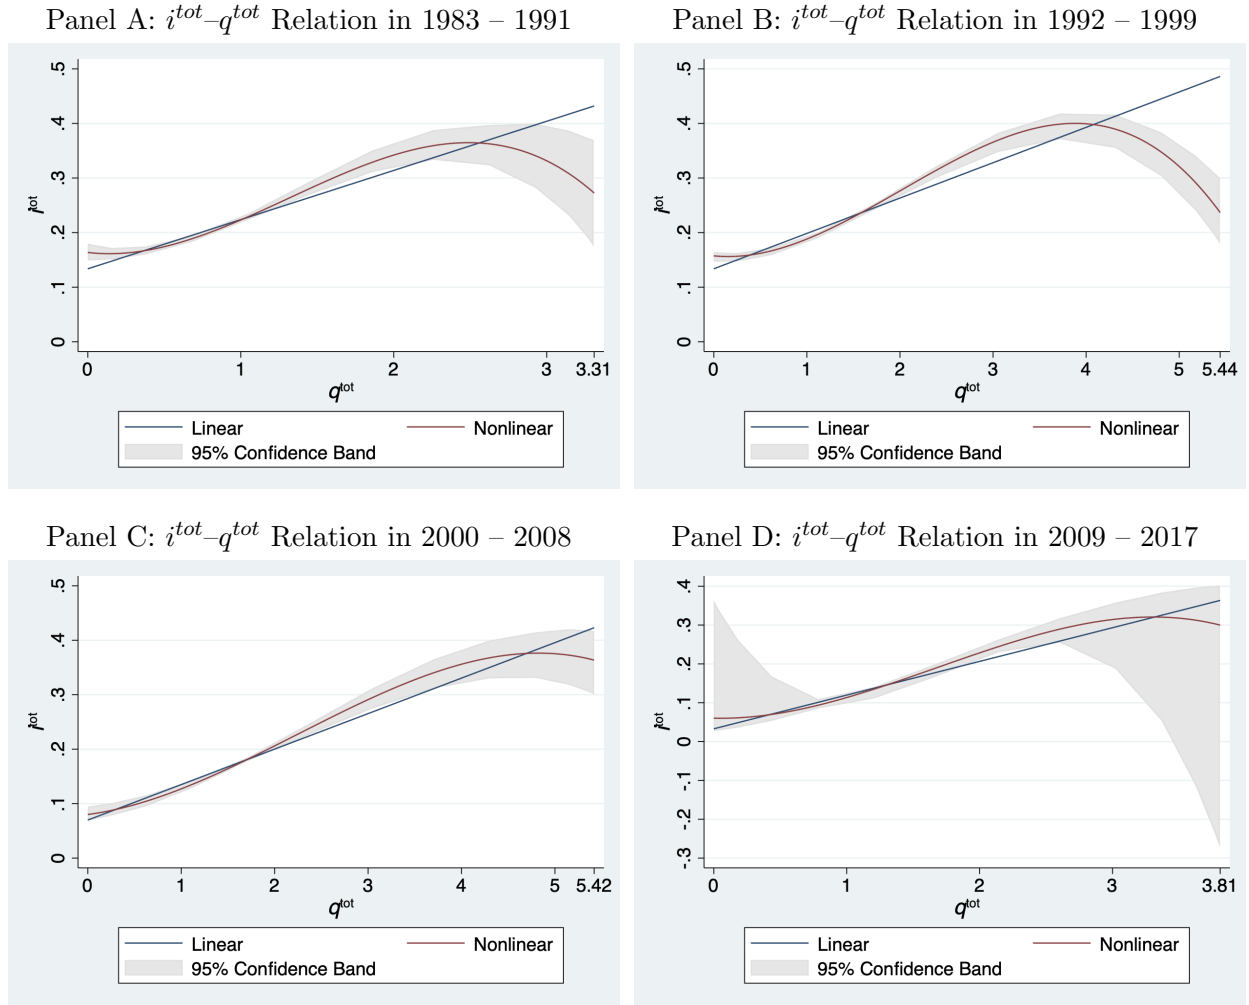 Panel A: i^tot–q^tot Relation in 1983 – 1991
.5
.4
.3
.2
.1
0
i^tot
0 1 2 3 3.31
q^tot
Linear Nonlinear
95% Confidence Band
Panel B: i^tot–q^tot Relation in 1992 – 1999
.5
.4
.3
.2
.1
0
i^tot
0 1 2 3 4 5 5.44
q^tot
Linear Nonlinear
95% Confidence Band
Panel C: i^tot–q^tot Relation in 2000 – 2008
.5
.4
.3
.2
.1
0
i^tot
0 1 2 3 4 5 5.42
q^tot
Linear Nonlinear
95% Confidence Band
Panel D: i^tot–q^tot Relation in 2009 – 2017
.4
.3
.2
.1
0
-.1
-.2
-.3
i^tot
0 1 2 3 3.81
q^tot
Linear Nonlinear
95% Confidence Band